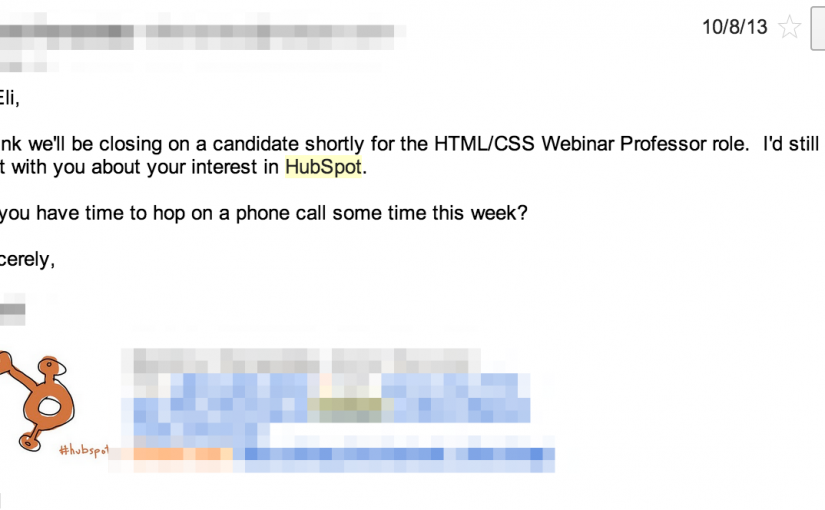 10/8/13
Eli,
nk we'll be closing on a candidate shortly for the HTML/CSS Webinar Professor role. I'd still
t with you about your interest in HubSpot.
you have time to hop on a phone call some time this week?
cerely,
#hubspot